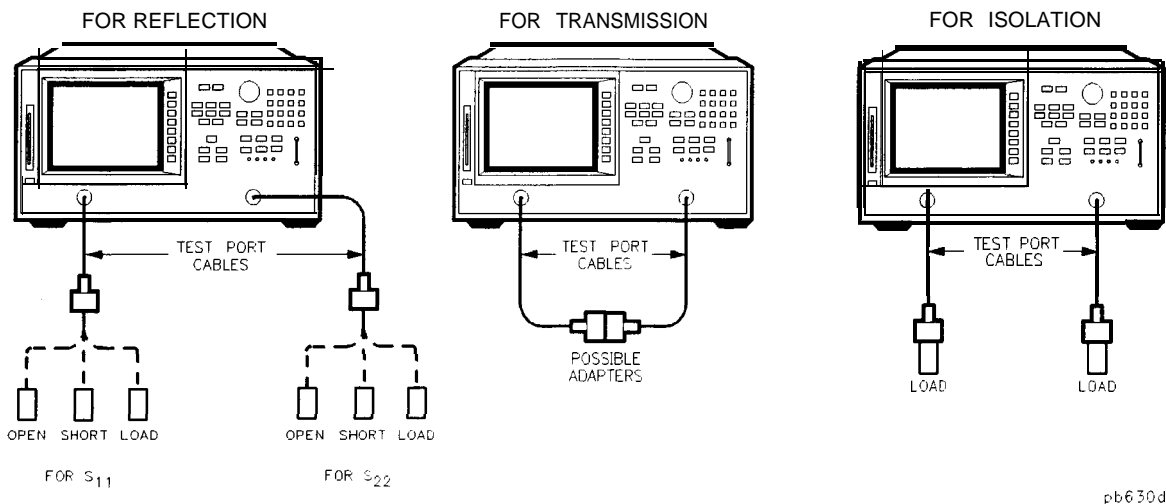 FOR REFLECTION
FOR TRANSMISSION
FOR ISOLATION
TEST PORT
CABLES
TEST PORT
CABLES
TEST PORT
CABLES
POSSIBLE
ADAPTERS
LOAD
LOAD
OPEN SHORT LOAD
OPEN SHORT LOAD
FOR S11
FOR S22
pb630d